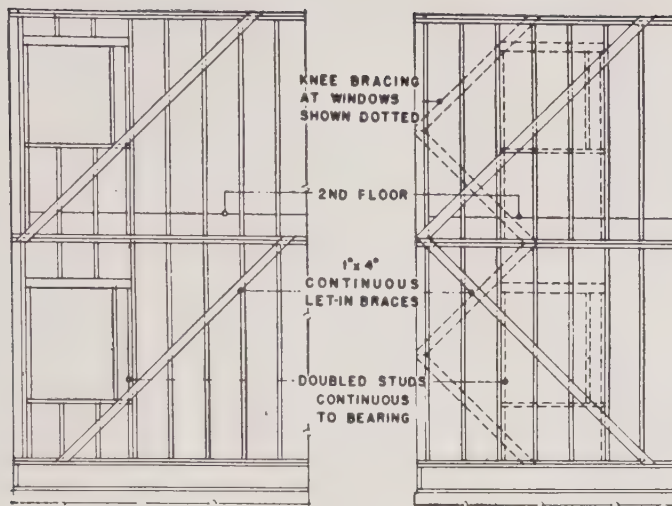 KNEE BRACING
AT WINDOWS
SHOWN DOTTED
2ND FLOOR
1" x 4"
CONTINUOUS
LET-IN BRACES
DOUBLED STUDS
CONTINUOUS
TO BEARING